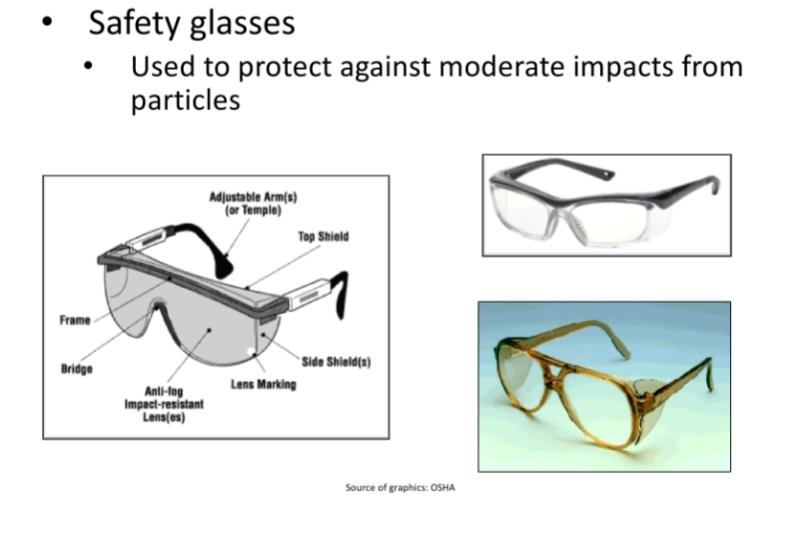 • Safety glasses
• Used to protect against moderate impacts from
particles
Adjustable Arm(s)
(or Temple)
Top Shield
Frame
Bridge
Side Shield(s)
Lens Marking
Anti-fog
Impact-resistant
Lens(es)
Source of graphics: OSHA